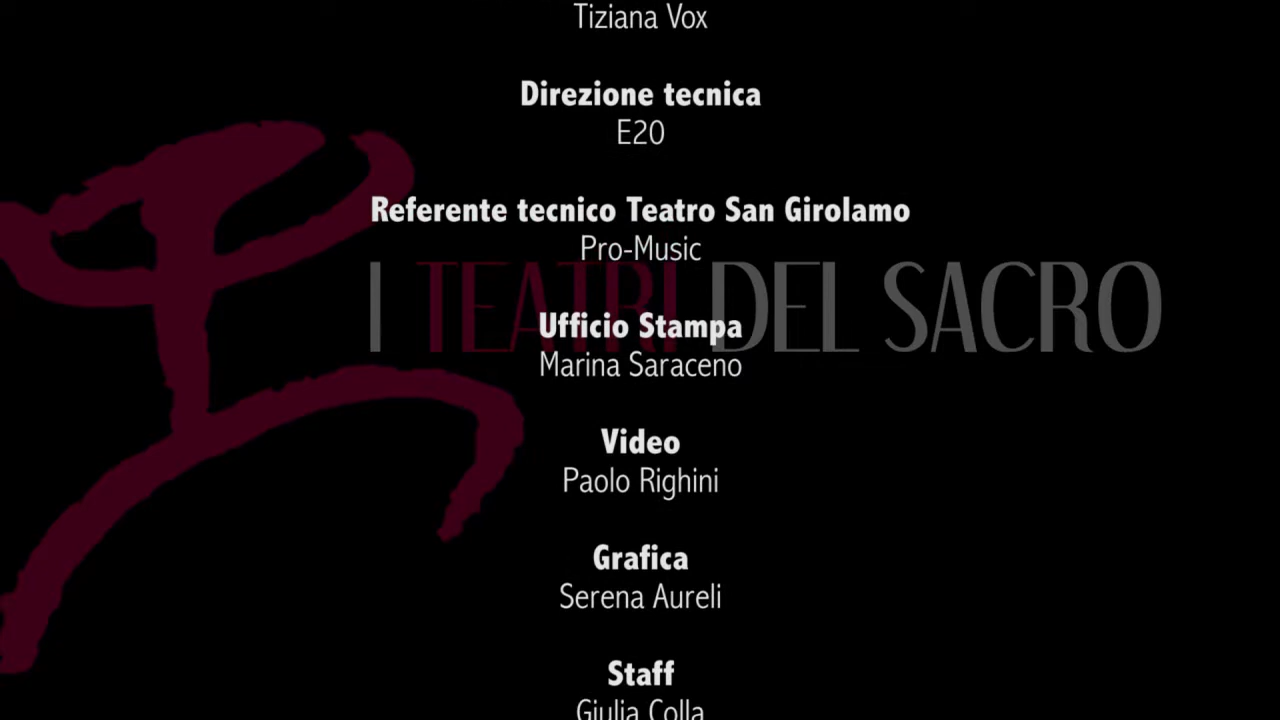 Tiziana Vox
Direzione tecnica
E20
Referente tecnico Teatro San Girolamo
Pro-Music
I TEATRI DEL SACRO
Ufficio Stampa
Marina Saraceno
Video
Paolo Righini
Grafica
Serena Aureli
Staff
Giulia Colla